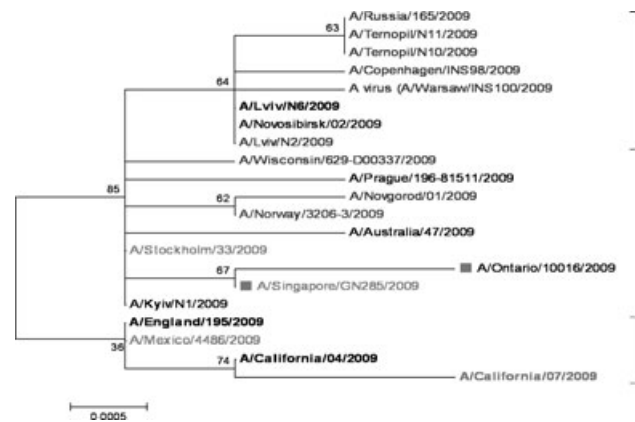 A/Russia/165/2009
63
A/Ternopil/N11/2009
A/Ternopil/N10/2009
A/Copenhagen/INS98/2009
64
A virus (A/Warsaw/INS100/2009
A/Lviv/N6/2009
A/Novosibirsk/02/2009
A/Lviv/N2/2009
A/Wisconsin/629-D00337/2009
A/Prague/196-81511/2009
85
A/Novgorod/01/2009
62
A/Norway/3206-3/2009
A/Australia/47/2009
A/Stockholm/33/2009
A/Ontario/10016/2009
67
A/Singapore/GN285/2009
A/Kyiv/N1/2009
A/England/195/2009
A/Mexico/4486/2009
36
A/California/04/2009
74
A/California/07/2009
0·0005